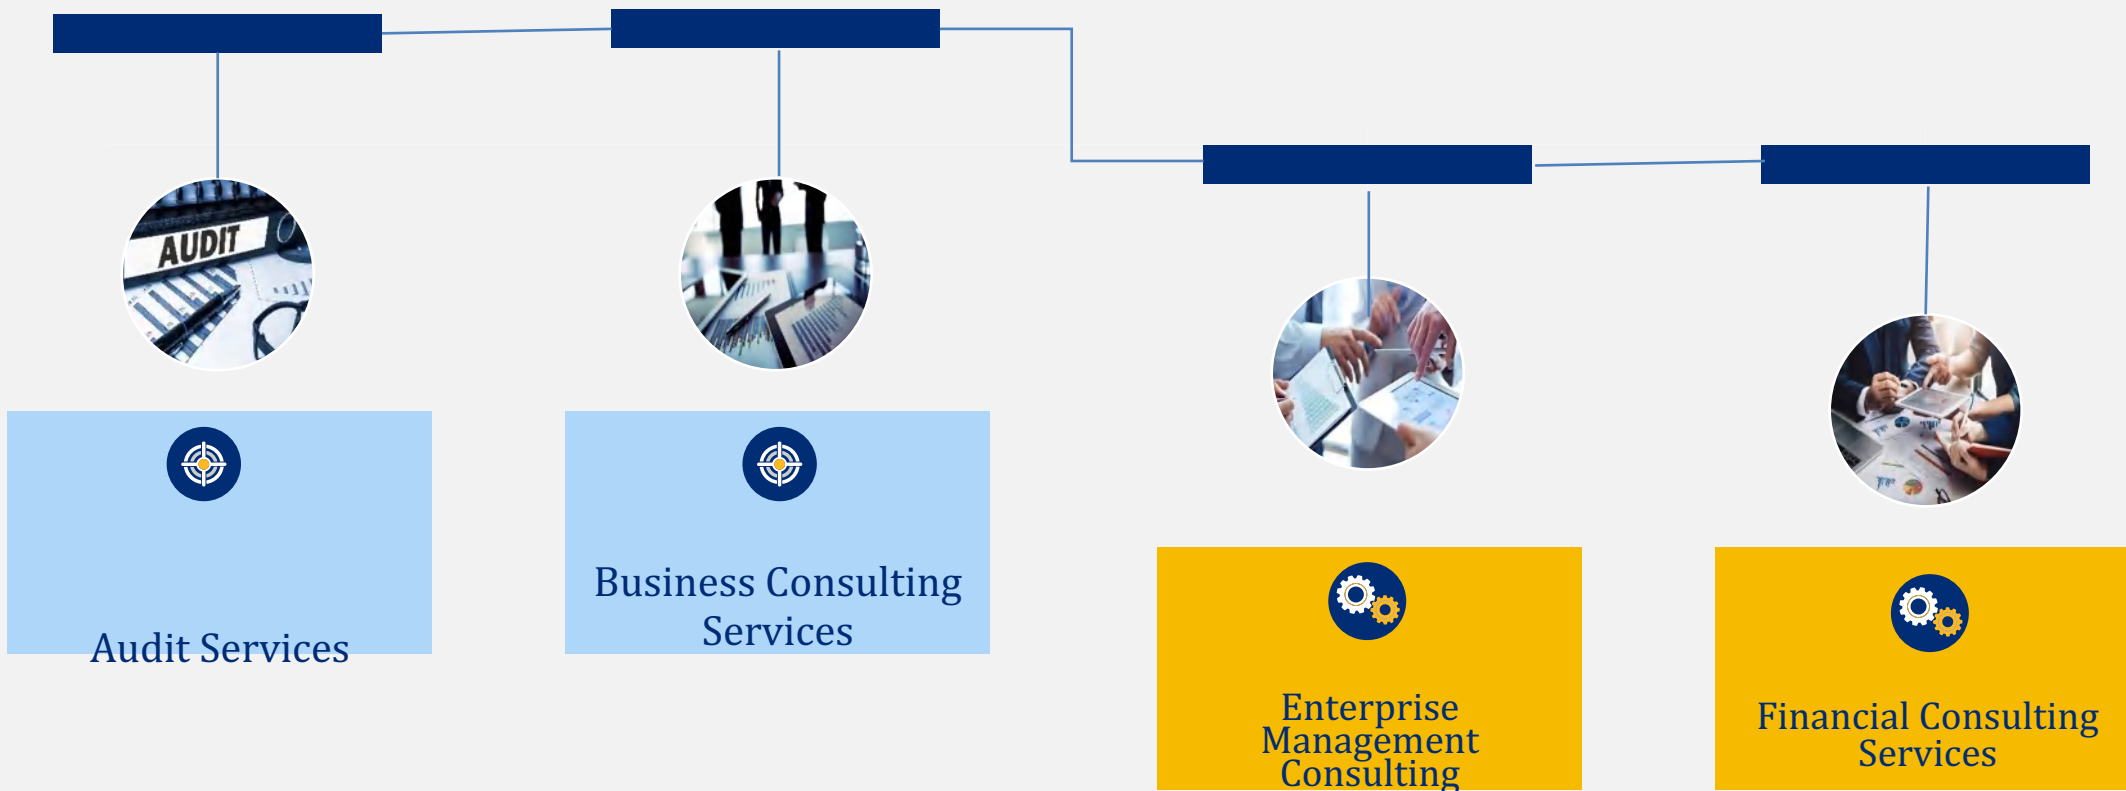 AUDIT
Audit Services
Business Consulting
Services
Enterprise
Management
Consulting
Financial Consulting
Services